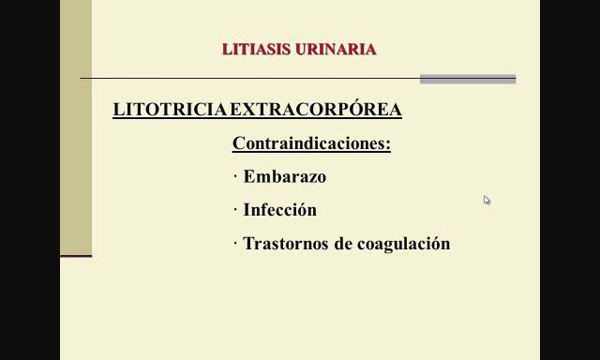 LITIASIS URINARIA
LITOTRICIA EXTRACORPÓREA
Contraindicaciones:
· Embarazo
· Infección
· Trastornos de coagulación